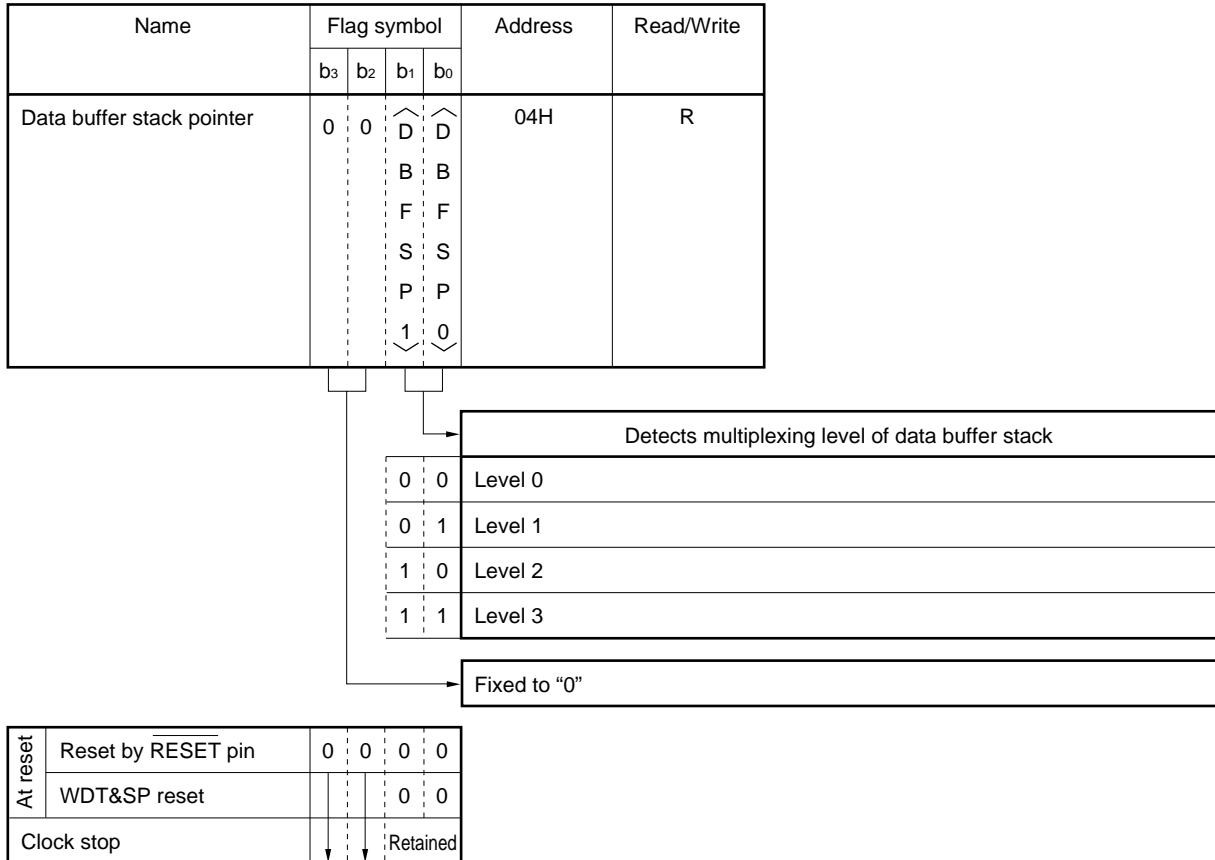 Name Flag symbol Address Read/Write
b3 b2 b1 b0
Data buffer stack pointer 0 0 DBFSP1 DBFSP0 04H R
Detects multiplexing level of data buffer stack
0 0 Level 0
0 1 Level 1
1 0 Level 2
1 1 Level 3
Fixed to “0”
At reset
Reset by RESET pin 0 0 0 0
WDT&SP reset 0 0
Clock stop Retained